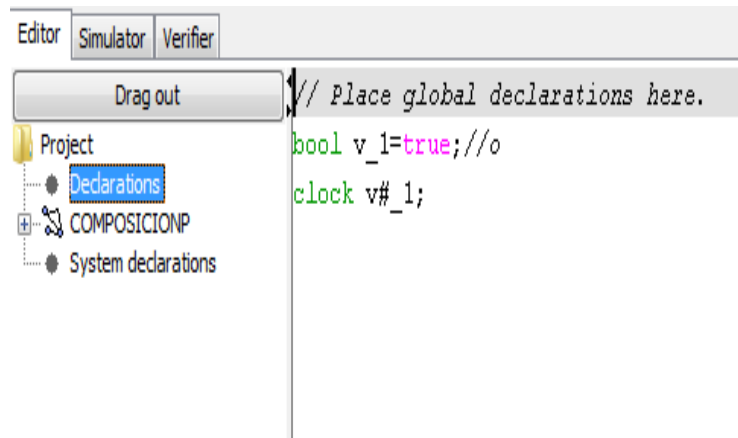 Editor Simulator Verifier
Drag out
Project
Declarations
COMPOSICIONP
System declarations
// Place global declarations here.
bool v_1=true;//o
clock v#_1;